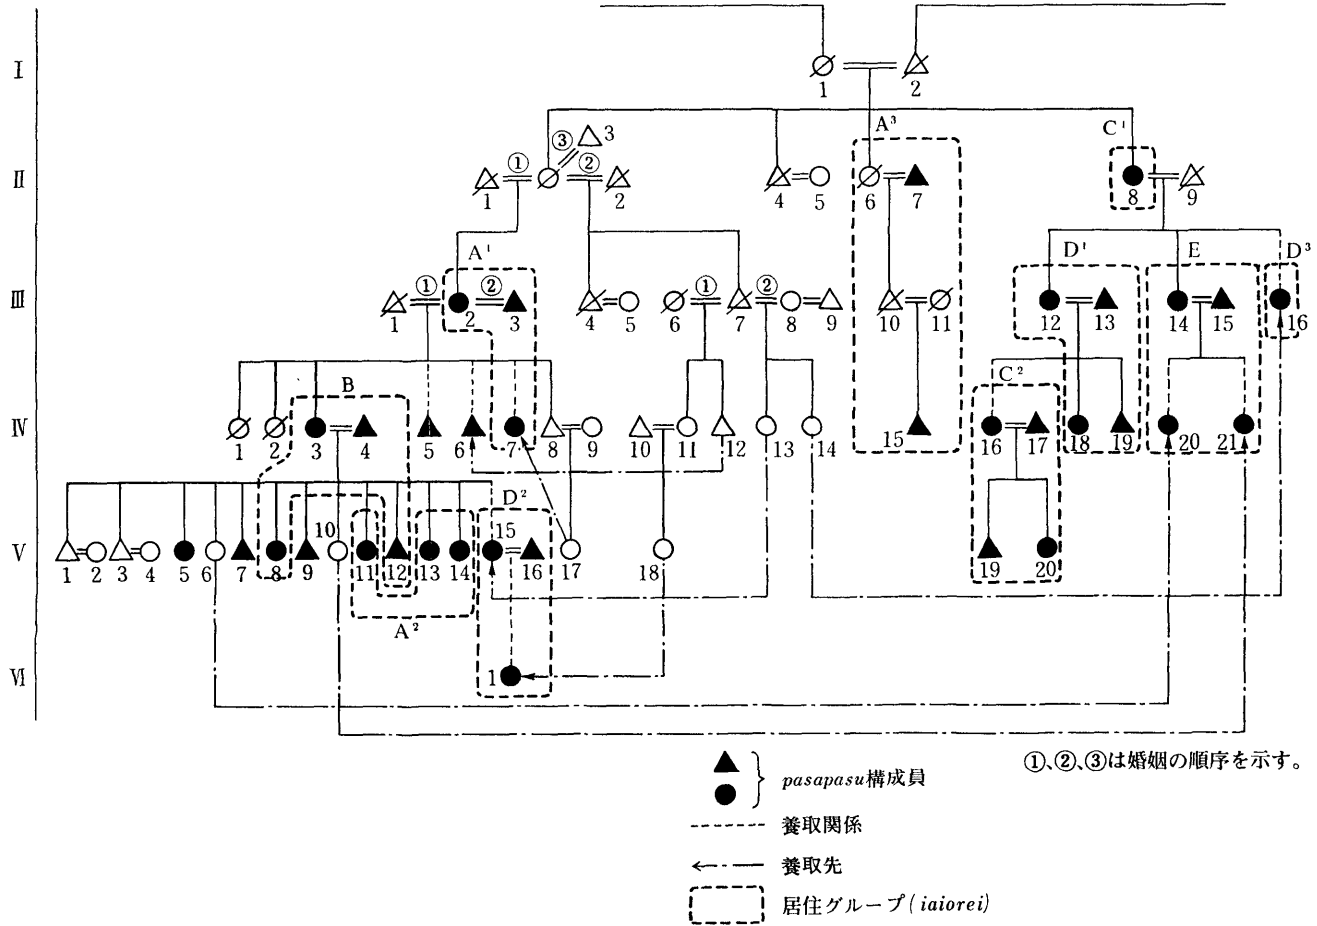 I
1 2
① ③ 3 ② A³ C¹
II
1 2 4 5 6 7 8 9
A¹ D¹ E D³
① ② ① ②
III
1 2 3 4 5 6 7 8 9 10 11 12 13 14 15 16
B C²
IV
1 2 3 4 5 6 7 8 9 10 11 12 13 14 15 16 17 18 19 20 21
D²
V
1 2 3 4 5 6 7 8 9 10 11 12 13 14 15 16 17 18 19 20
A²
VI
1
①、②、③は婚姻の順序を示す。
pasapasu構成員
養取関係
養取先
居住グループ(iaiorei)